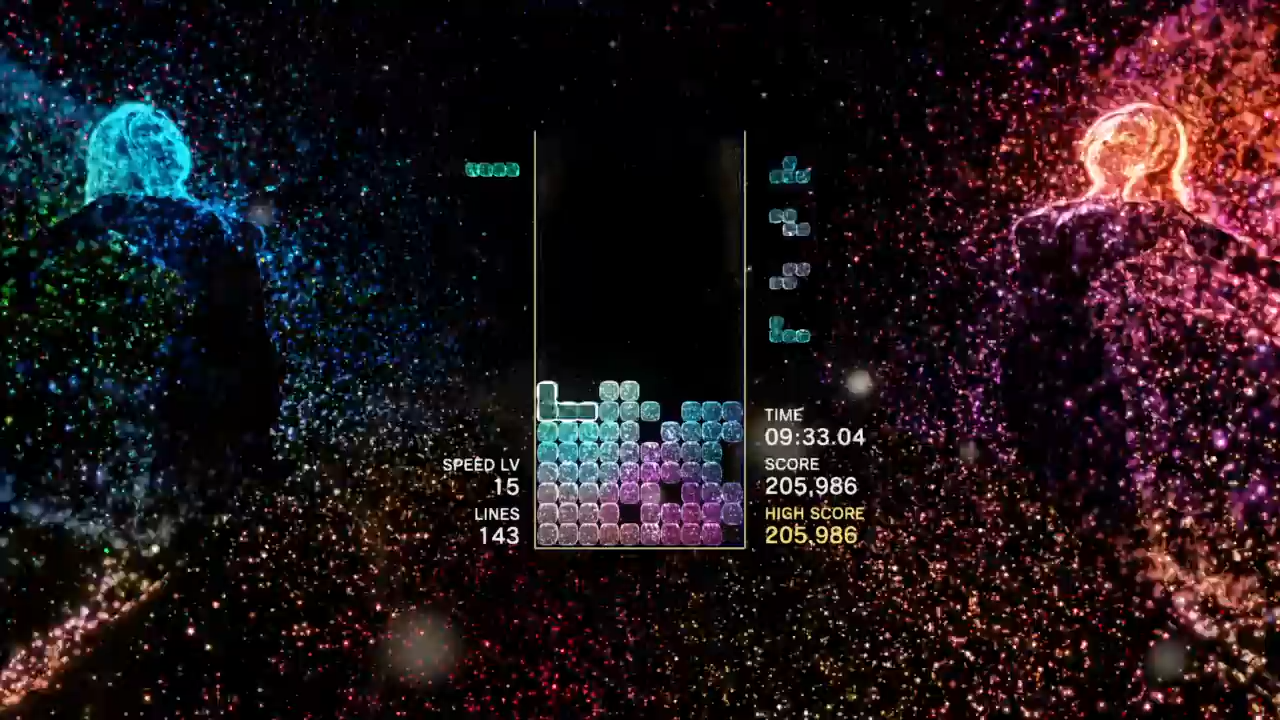 SPEED LV
15
LINES
143
TIME
09:33.04
SCORE
205,986
HIGH SCORE
205,986